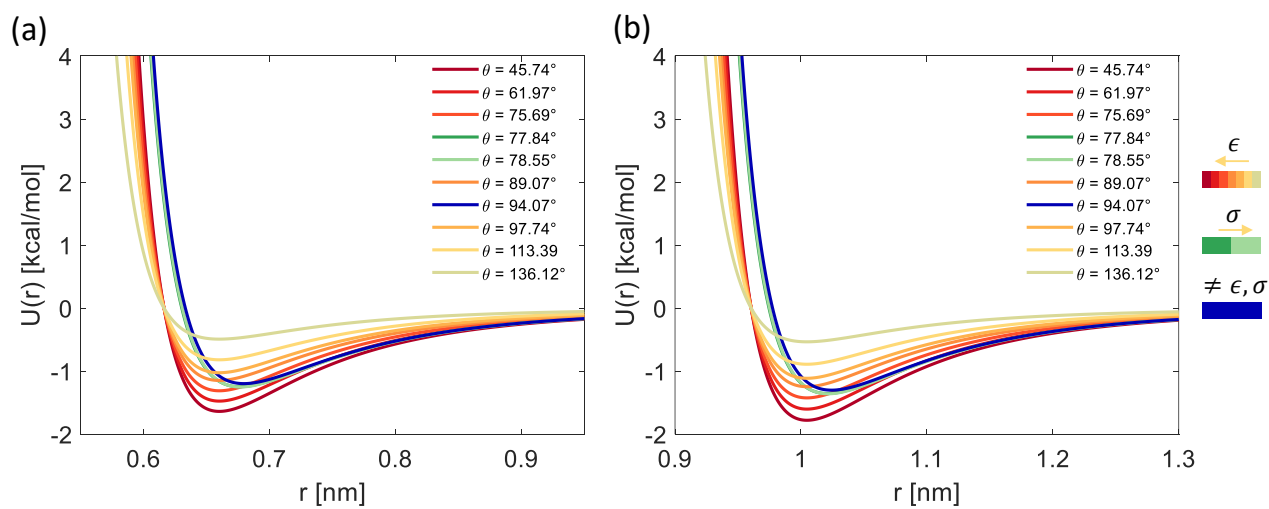 (a)
4
3
2
1
0
-1
-2
U(r) [kcal/mol]
0.6
0.7
0.8
0.9
r [nm]
θ = 45.74°
θ = 61.97°
θ = 75.69°
θ = 77.84°
θ = 78.55°
θ = 89.07°
θ = 94.07°
θ = 97.74°
θ = 113.39
θ = 136.12°
(b)
4
3
2
1
0
-1
-2
U(r) [kcal/mol]
0.9
1
1.1
1.2
1.3
r [nm]
θ = 45.74°
θ = 61.97°
θ = 75.69°
θ = 77.84°
θ = 78.55°
θ = 89.07°
θ = 94.07°
θ = 97.74°
θ = 113.39
θ = 136.12°
ϵ
σ
≠ ϵ, σ